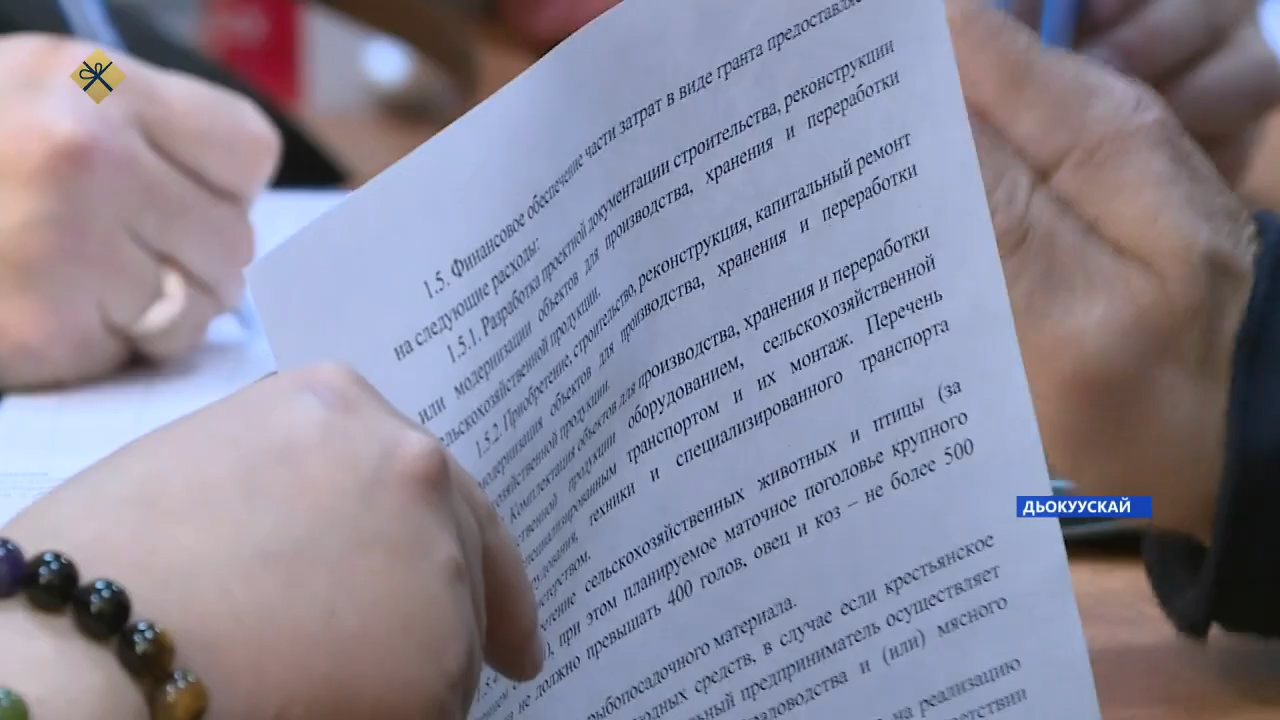 1.5. Финансовое обеспечение части затрат в виде гранта
на следующие расходы:
1.5.1. Разработка проектной документации строительства, реконструкции
или модернизации объектов для производства, хранения и переработки
сельскохозяйственной продукции.
1.5.2. Приобретение, строительство, реконструкция, капитальный ремонт
модернизация объектов для производства, хранения и переработки
продукции.
Комплектация объектов для производства, хранения и переработки
продукции оборудованием, сельскохозяйственной
транспортом и их монтаж. Перечень
техники и специализированного транспорта
сельскохозяйственных животных и птицы (за
при этом планируемое маточное поголовье крупного
не должно превышать 400 голов, овец и коз – не более 500
рыбопосадочного материала.
средств, в случае если крестьянское
предприниматель осуществляет
и (или) мясного
на реализацию
ДЬОКУУСКАЙ